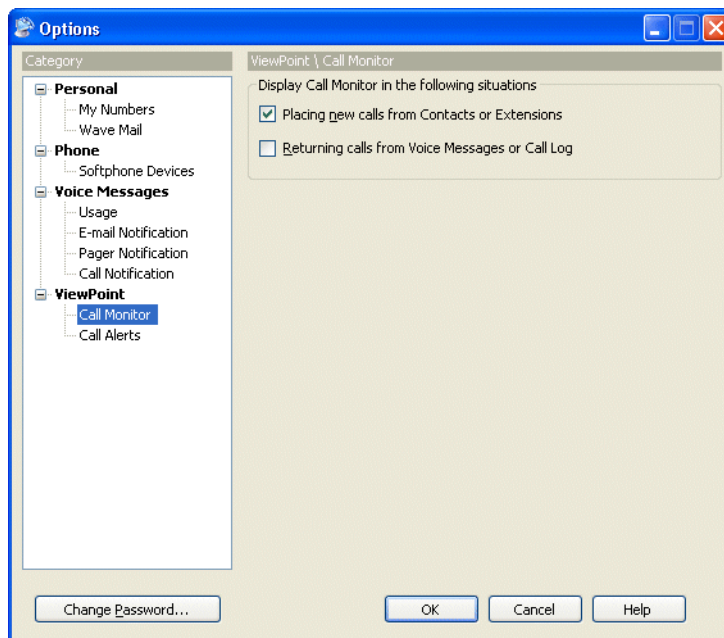 Options
Category
Personal
My Numbers
Wave Mail
Phone
Softphone Devices
Voice Messages
Usage
E-mail Notification
Pager Notification
Call Notification
ViewPoint
Call Monitor
Call Alerts
ViewPoint \ Call Monitor
Display Call Monitor in the following situations
Placing new calls from Contacts or Extensions
Returning calls from Voice Messages or Call Log
Change Password...
OK
Cancel
Help